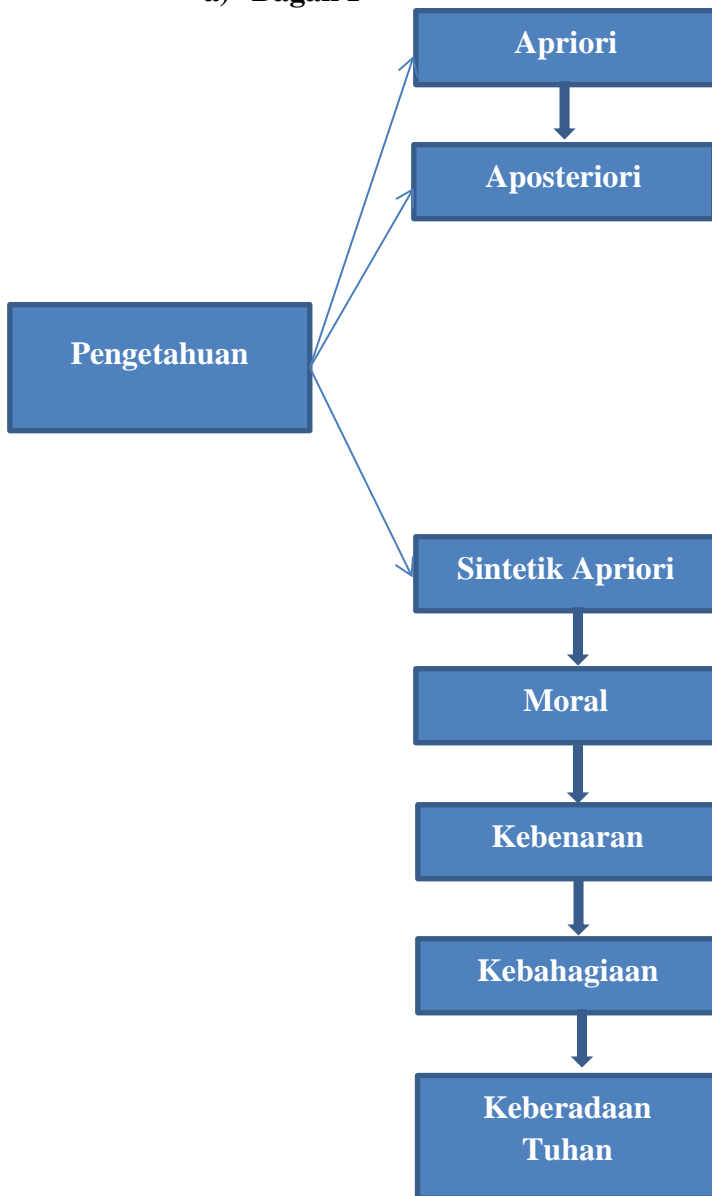 Apriori
Aposteriori
Pengetahuan
Sintetik Apriori
Moral
Kebenaran
Kebahagiaan
Keberadaan
Tuhan